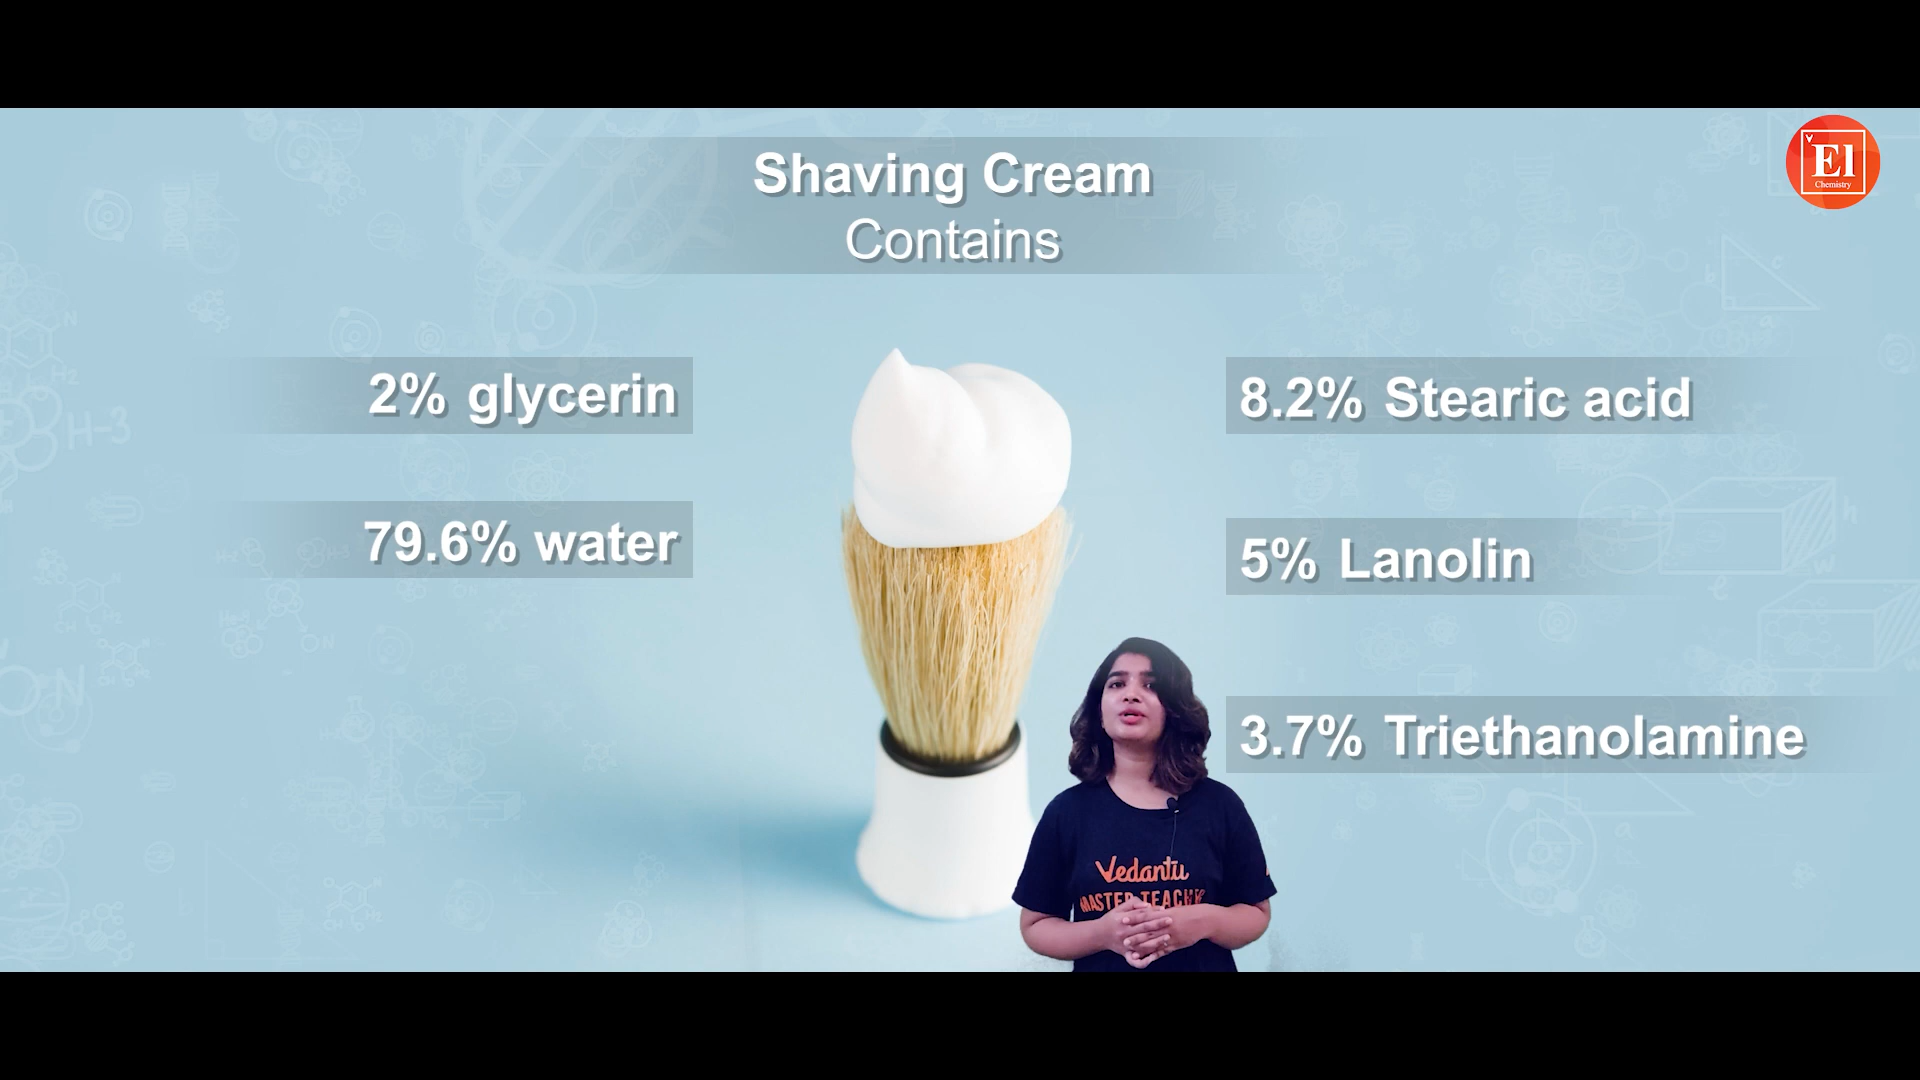 Shaving Cream
Contains
2% glycerin
79.6% water
8.2% Stearic acid
5% Lanolin
3.7% Triethanolamine
El
Chemistry
Vedantu
MASTER TEACHER